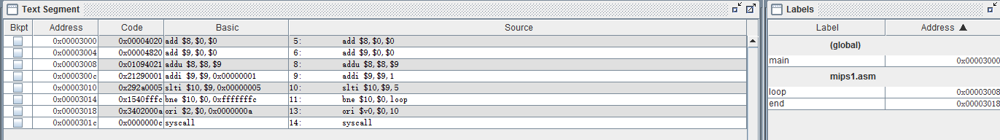 Text Segment
Bkpt Address Code Basic Source
0x00003000 0x00004020 add $8,$0,$0 5: add $8,$0,$0
0x00003004 0x00004820 add $9,$0,$0 6: add $9,$0,$0
0x00003008 0x01094021 addu $8,$8,$9 8: addu $8,$8,$9
0x0000300c 0x21290001 addi $9,$9,0x00000001 9: addi $9,$9,1
0x00003010 0x292a0005 slti $10,$9,0x00000005 10: slti $10,$9,5
0x00003014 0x1540fffc bne $10,$0,0xfffffffc 11: bne $10,$0,loop
0x00003018 0x3402000a ori $2,$0,0x0000000a 13: ori $v0,$0,10
0x0000301c 0x0000000c syscall 14: syscall
Labels
Label Address ▲
(global)
main 0x00003000
mips1.asm
loop 0x00003008
end 0x00003018